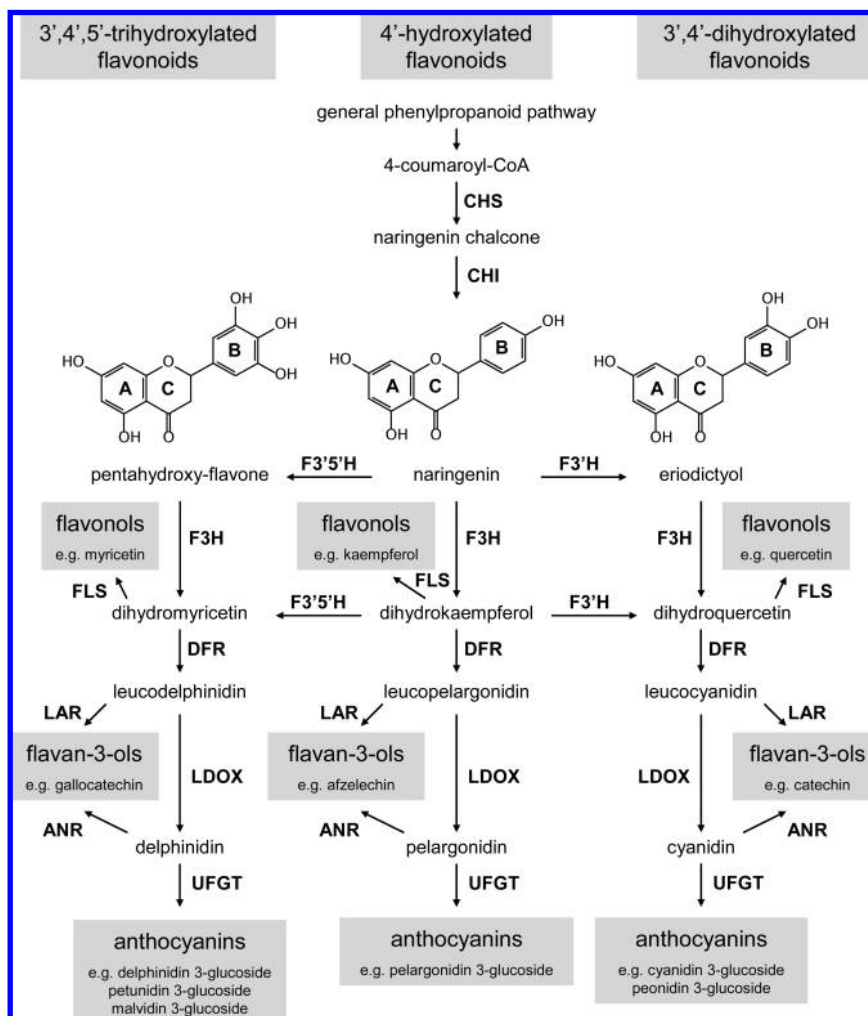 3’,4’,5’-trihydroxylated
flavonoids
4’-hydroxylated
flavonoids
3’,4’-dihydroxylated
flavonoids
general phenylpropanoid pathway
4-coumaroyl-CoA
CHS
naringenin chalcone
CHI
OH
HO
O
OH
OH
A
C
B
OH
O
HO
O
OH
A
C
B
OH
O
HO
HO
O
OH
A
C
B
OH
O
pentahydroxy-flavone
F3’5’H
naringenin
F3’H
eriodictyol
flavonols
e.g. myricetin
F3H
flavonols
e.g. kaempferol
F3H
F3H
flavonols
e.g. quercetin
FLS
FLS
FLS
dihydromyricetin
F3’5’H
dihydrokaempferol
F3’H
dihydroquercetin
DFR
DFR
DFR
leucodelphinidin
leucopelargonidin
leucocyanidin
LAR
LAR
LAR
flavan-3-ols
e.g. gallocatechin
LDOX
flavan-3-ols
e.g. afzelechin
LDOX
LDOX
flavan-3-ols
e.g. catechin
ANR
ANR
ANR
delphinidin
pelargonidin
cyanidin
UFGT
UFGT
UFGT
anthocyanins
e.g. delphinidin 3-glucoside
petunidin 3-glucoside
malvidin 3-glucoside
anthocyanins
e.g. pelargonidin 3-glucoside
anthocyanins
e.g. cyanidin 3-glucoside
peonidin 3-glucoside